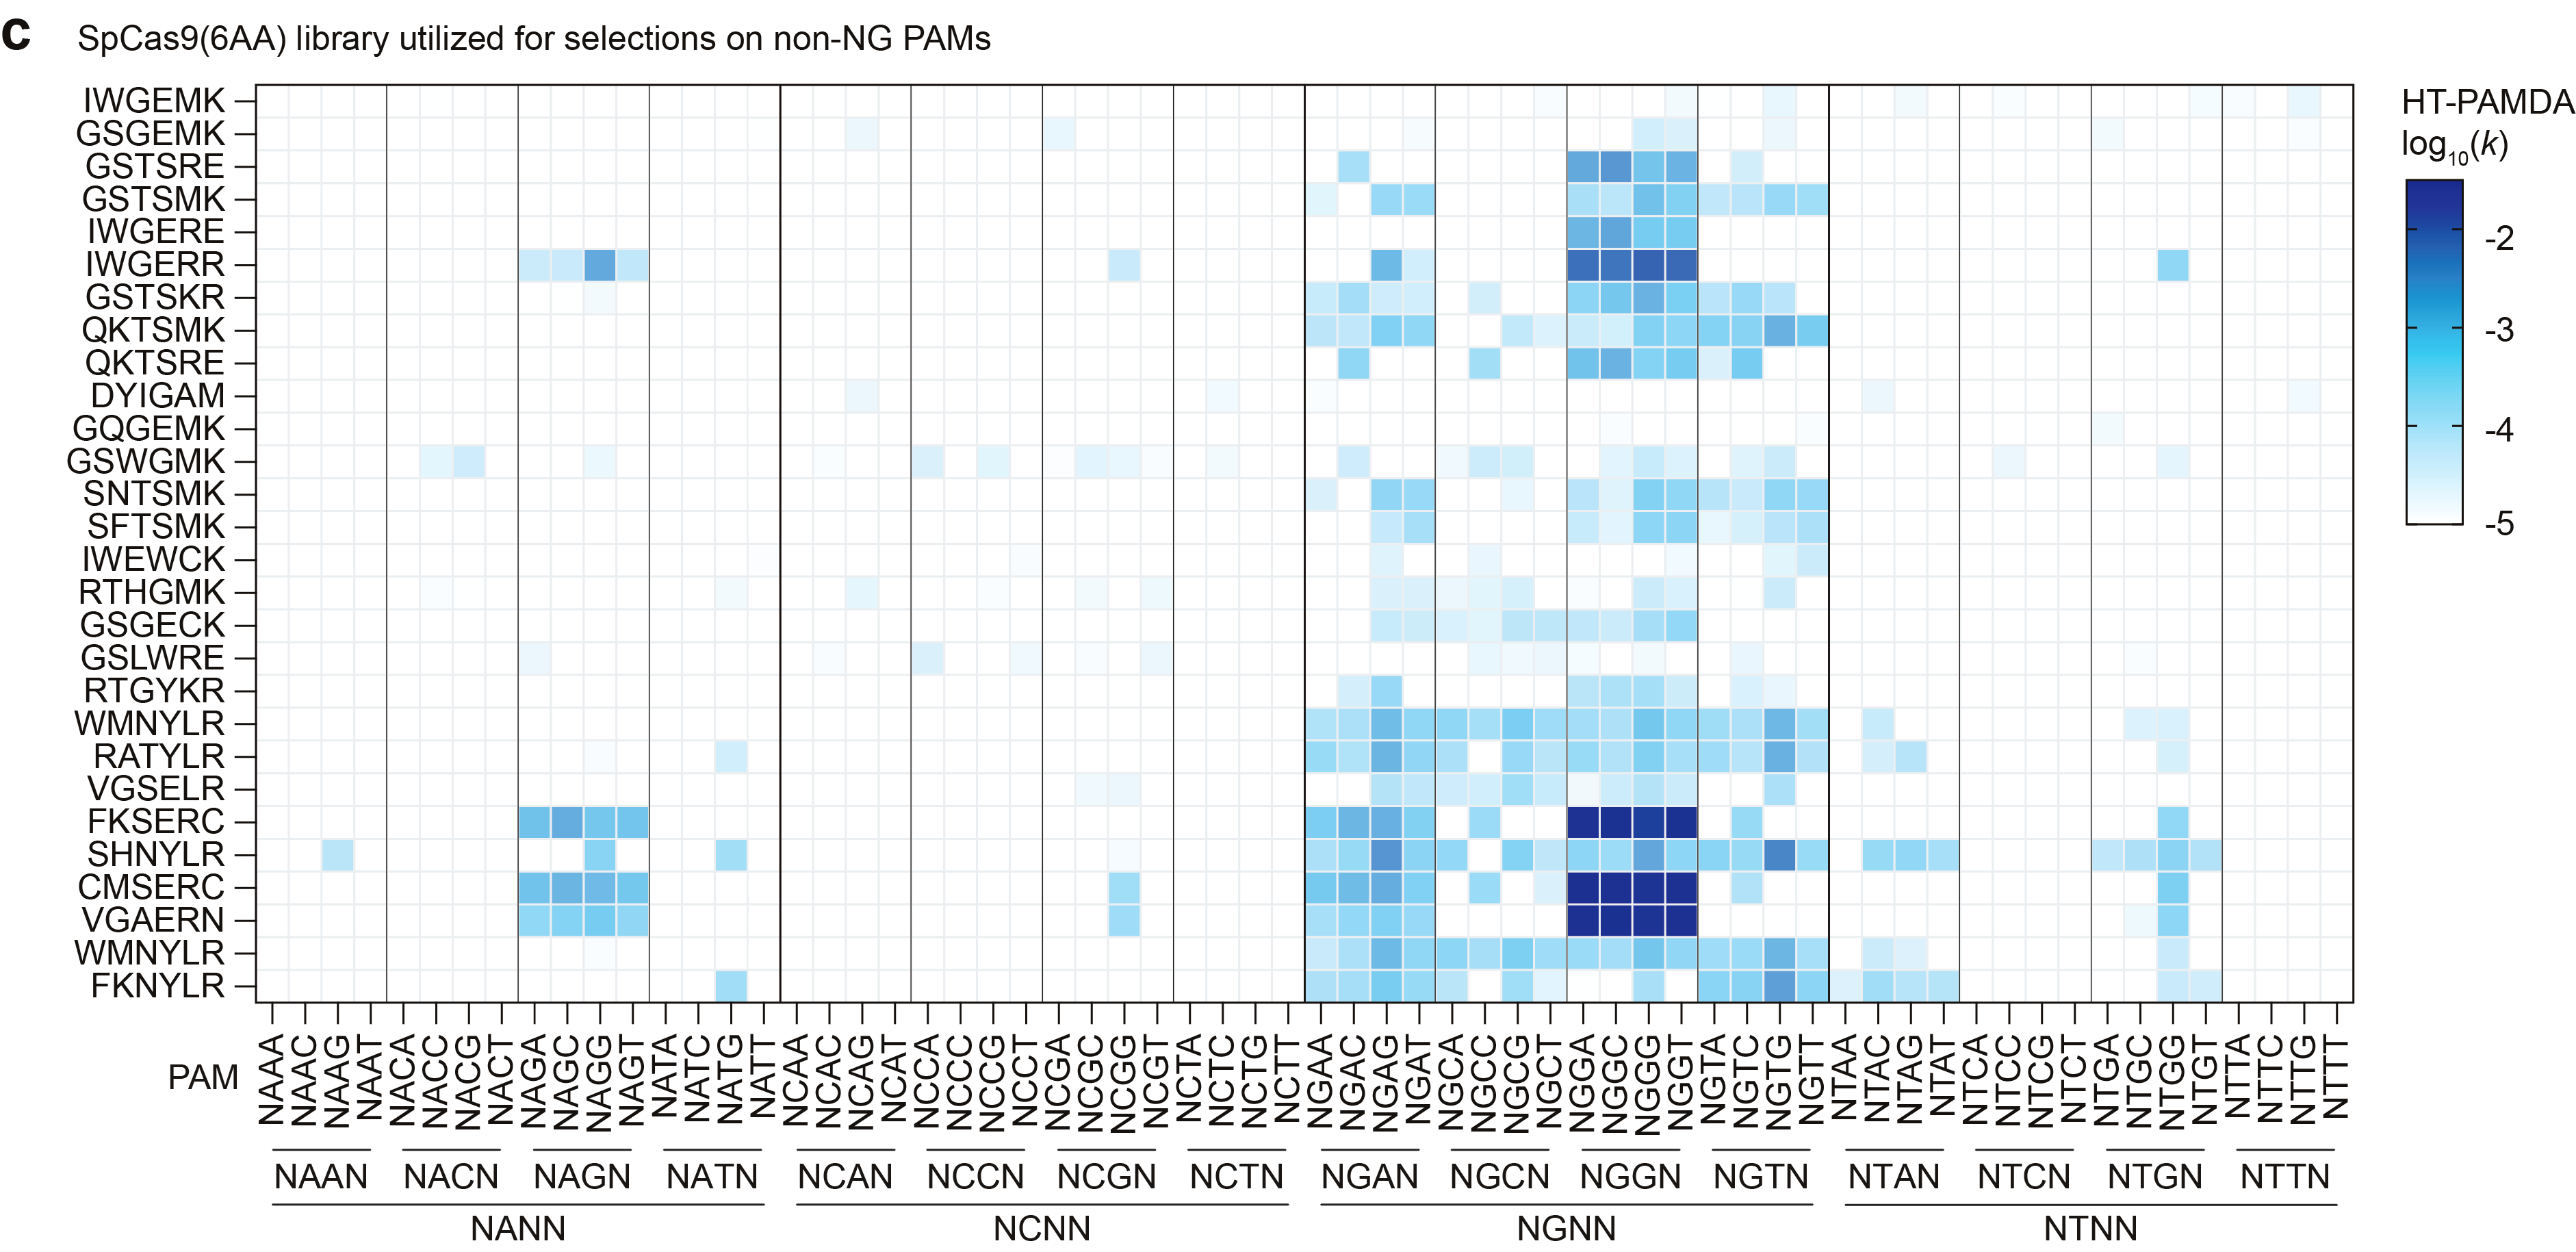 c SpCas9(6AA) library utilized for selections on non-NG PAMs
HT-PAMDA
log10(k)
-2
-3
-4
-5
IWGEMK
GSGEMK
GSTSRE
GSTSMK
IWGERE
IWGERR
GSTSKR
QKTSMK
QKTSRE
DYIGAM
GQGEMK
GSWGMK
SNTSMK
SFTSMK
IWEWCK
RTHGMK
GSGECK
GSLWRE
RTGYKR
WMNYLR
RATYLR
VGSELR
FKSERC
SHNYLR
CMSERC
VGAERN
WMNYLR
FKNYLR
PAM
NAAA NAAC NAAG NAAT NACA NACC NACG NACT NAGA NAGC NAGG NAGT NATA NATC NATG NATT NCAA NCAC NCAG NCAT NCCA NCCC NCCG NCCT NCGA NCGC NCGG NCGT NCTA NCTC NCTG NCTT NGAA NGAC NGAG NGAT NGCA NGCC NGCG NGCT NGGA NGGC NGGG NGGT NGTA NGTC NGTG NGTT NTAA NTAC NTAG NTAT NTCA NTCC NTCG NTCT NTGA NTGC NTGG NTGT NTTA NTTC NTTG NTTT
NAAN NACN NAGN NATN NCAN NCCN NCGN NCTN NGAN NGCN NGGN NGTN NTAN NTCN NTGN NTTN
NANN NCNN NGNN NTNN